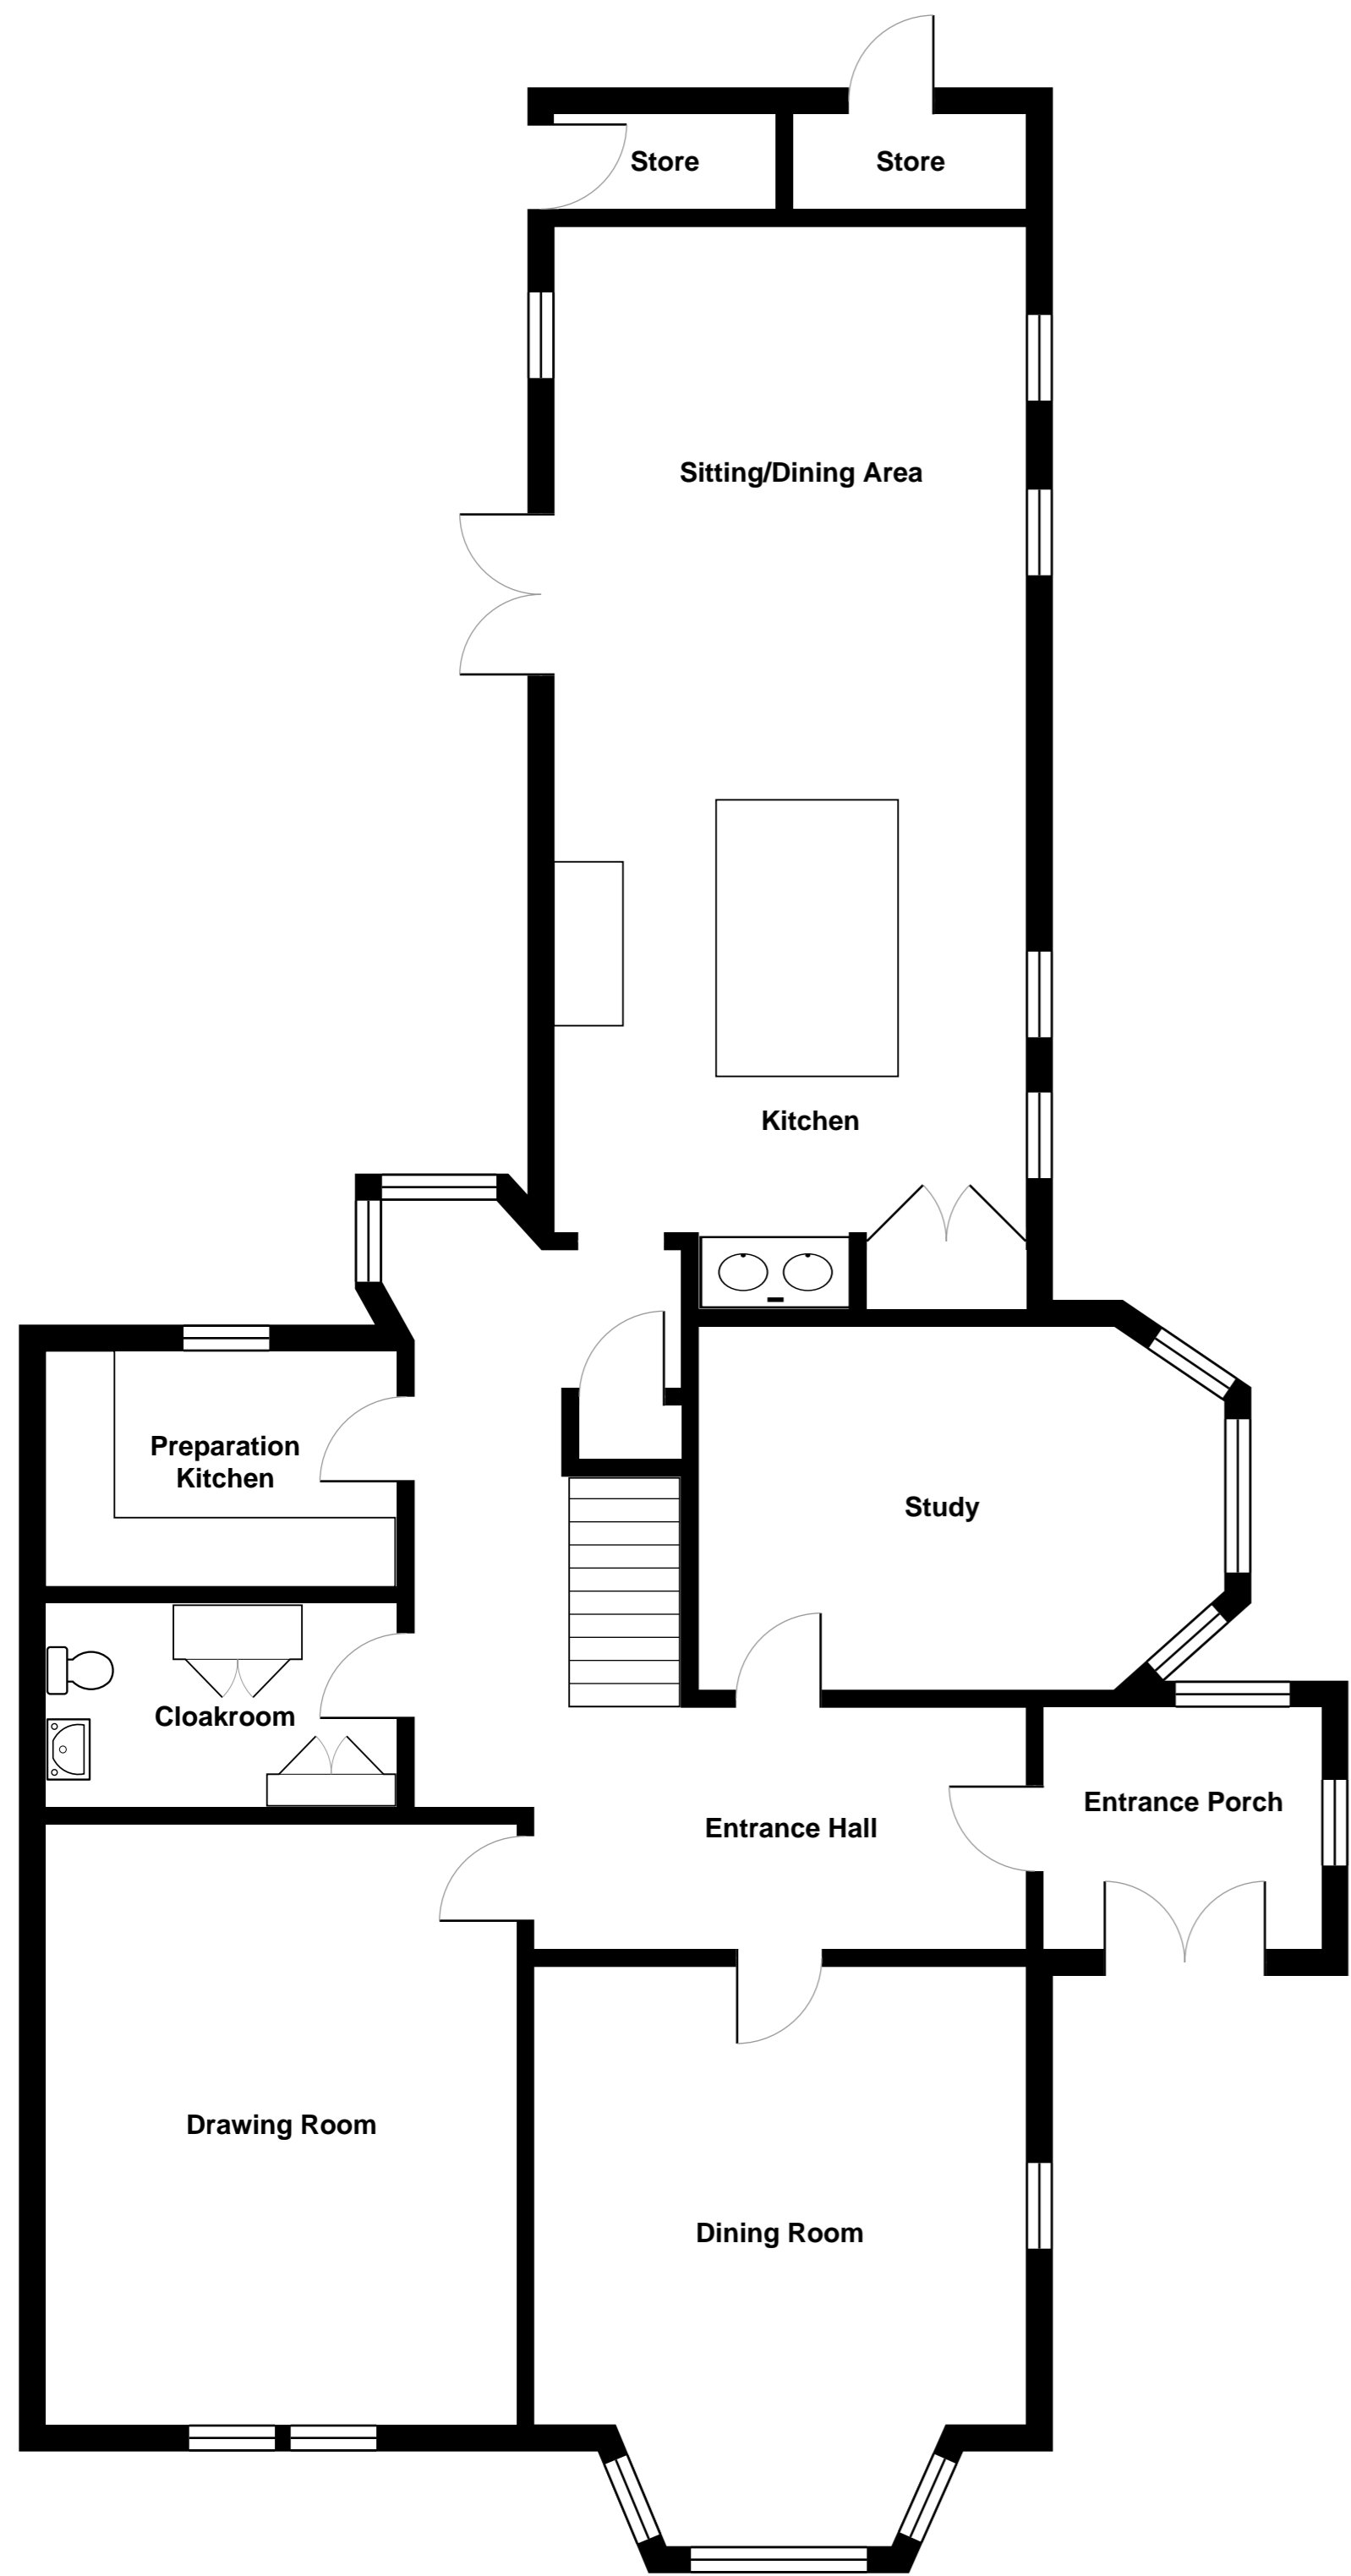 Store
Store
Sitting/Dining Area
Kitchen
Preparation
Kitchen
Study
Cloakroom
Entrance Porch
Entrance Hall
Drawing Room
Dining Room